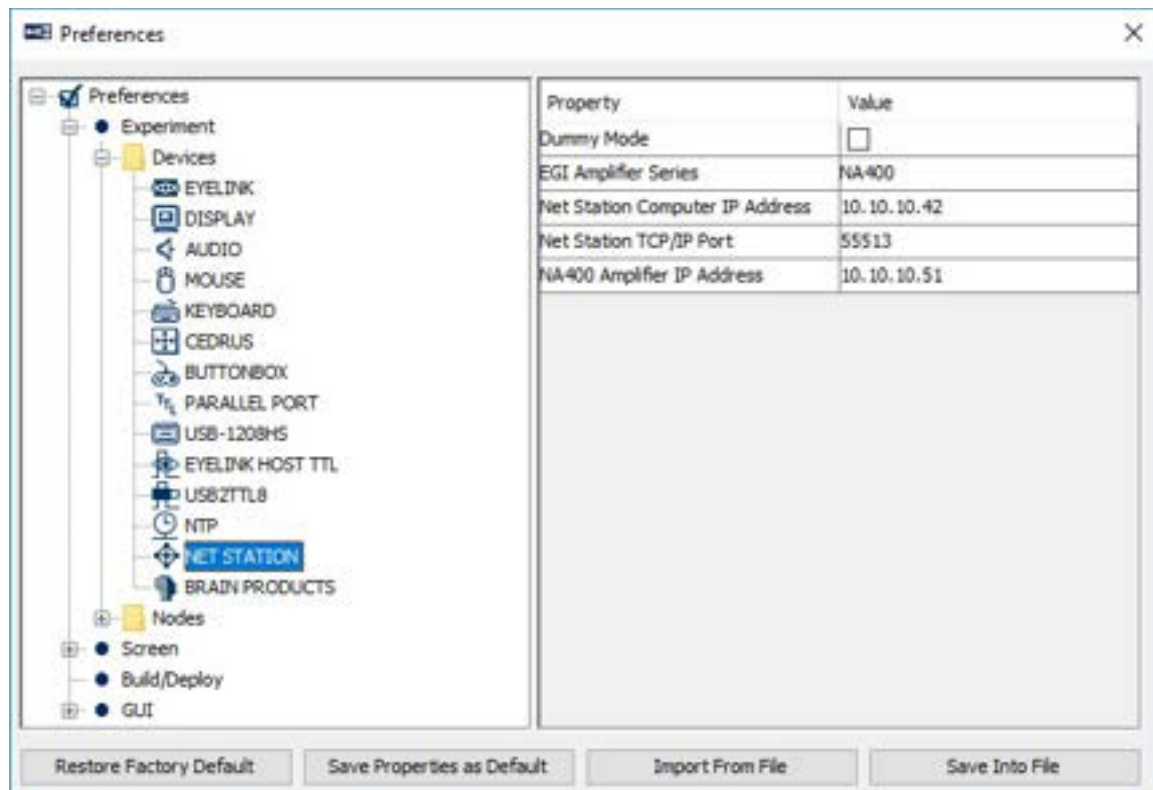 Preferences
Preferences
Experiment
Devices
EYELINK
DISPLAY
AUDIO
MOUSE
KEYBOARD
CEDRUS
BUTTONBOX
PARALLEL PORT
USB-1208HS
EYELINK HOST TTL
USB2TTL8
NTP
NET STATION
BRAIN PRODUCTS
Nodes
Screen
Build/Deploy
GUI
Property Value
Dummy Mode
EGI Amplifier Series NA400
Net Station Computer IP Address 10.10.10.42
Net Station TCP/IP Port 55513
NA400 Amplifier IP Address 10.10.10.51
Restore Factory Default Save Properties as Default Import From File Save Into File